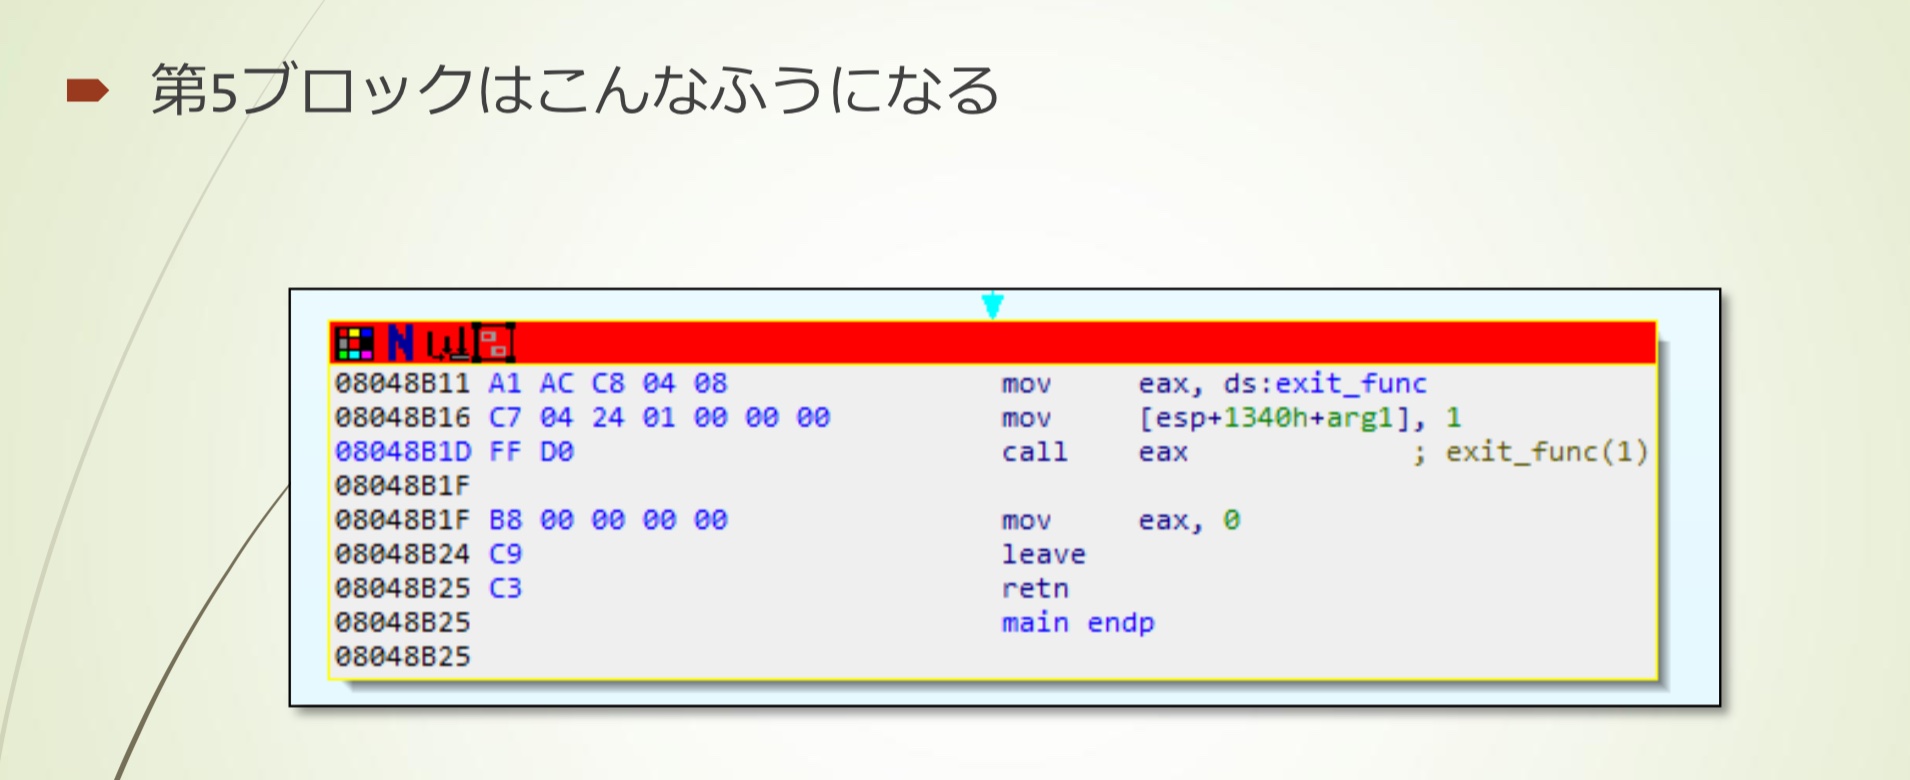 第5ブロックはこんなふうになる
08048B11 A1 AC C8 04 08 mov eax, ds:exit_func
08048B16 C7 04 24 01 00 00 00 mov [esp+1340h+arg1], 1
08048B1D FF D0 call eax ; exit_func(1)
08048B1F
08048B1F B8 00 00 00 00 mov eax, 0
08048B24 C9 leave
08048B25 C3 retn
08048B25 main endp
08048B25